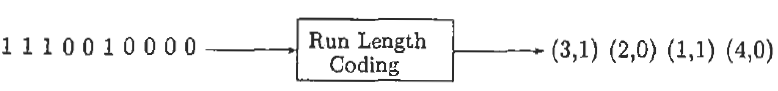 1 1 1 0 0 1 0 0 0 0
Run Length
Coding
(3,1) (2,0) (1,1) (4,0)